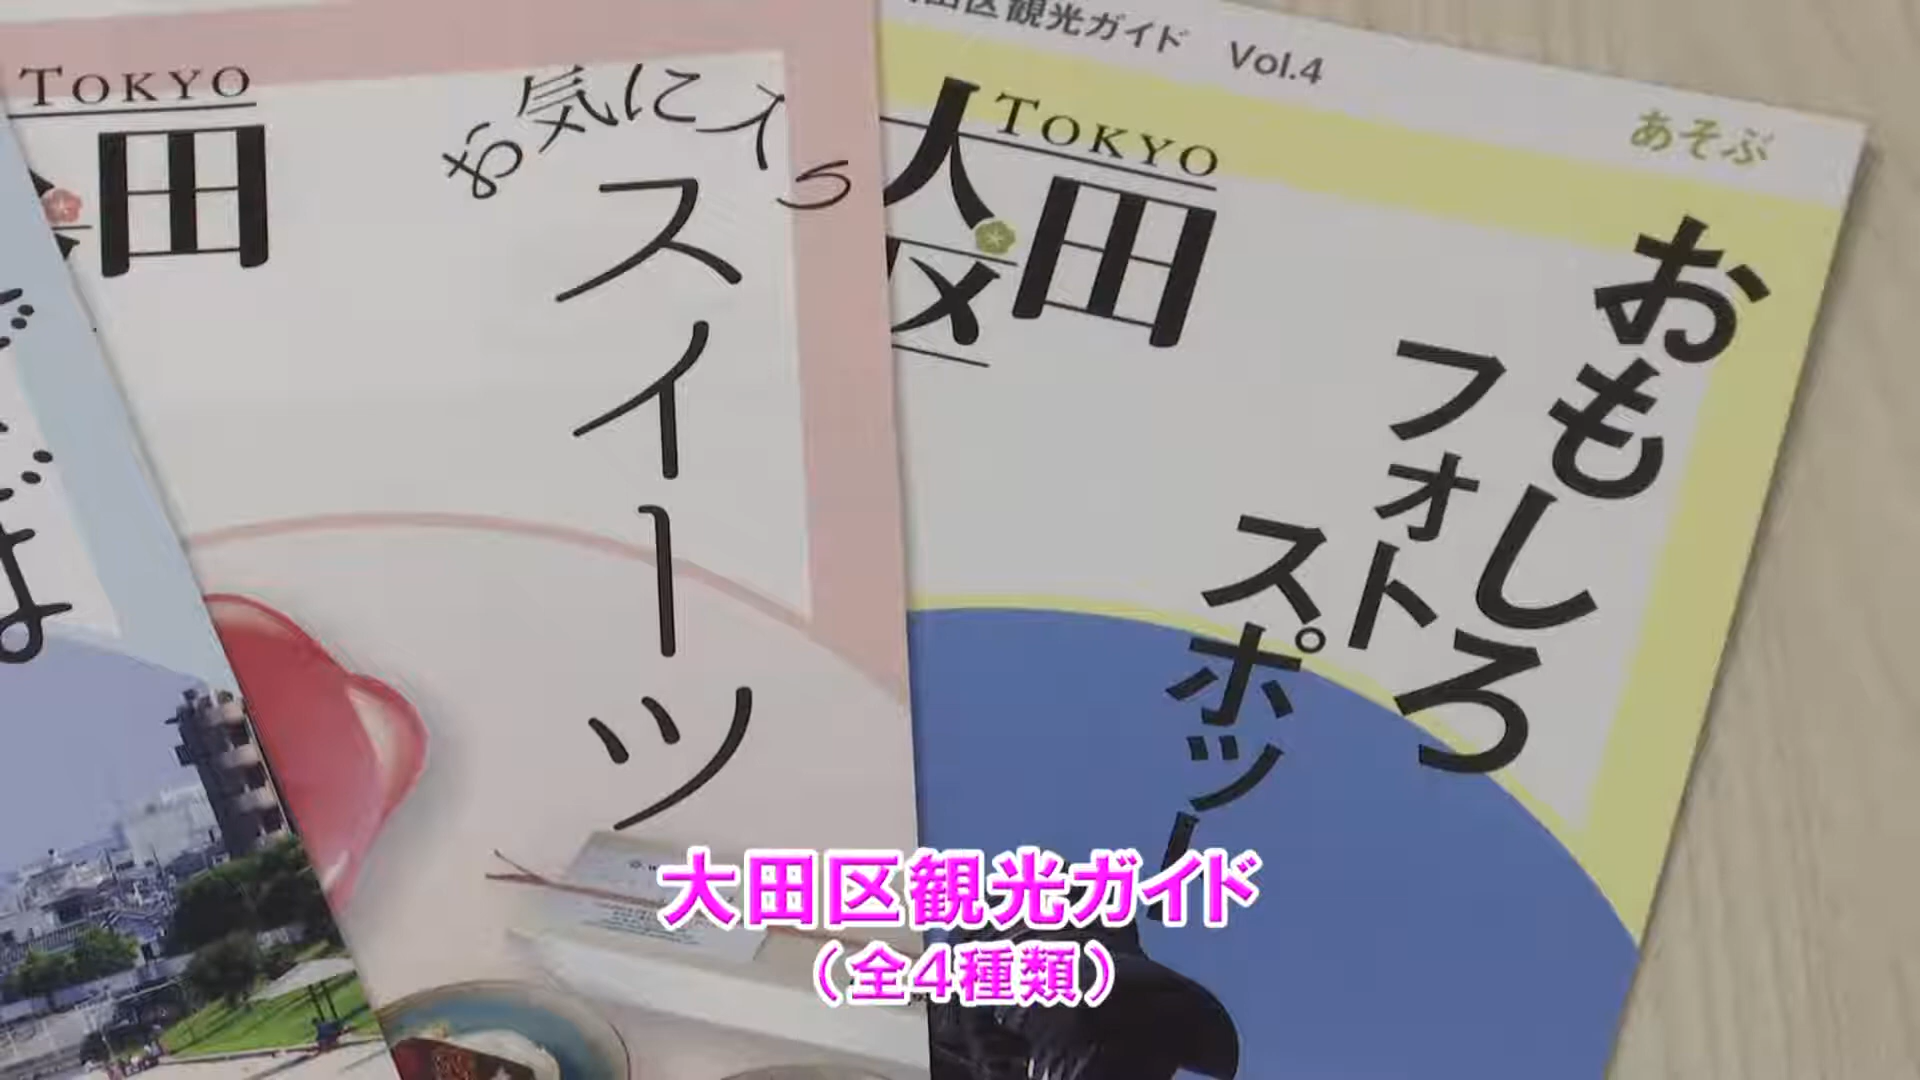 TOKYO
田
お気に入り
スイーツ
大田区観光ガイド Vol.4
あそぶ
TOKYO
大田区
おもしろ
フォト
スポット
大田区観光ガイド
（全4種類）